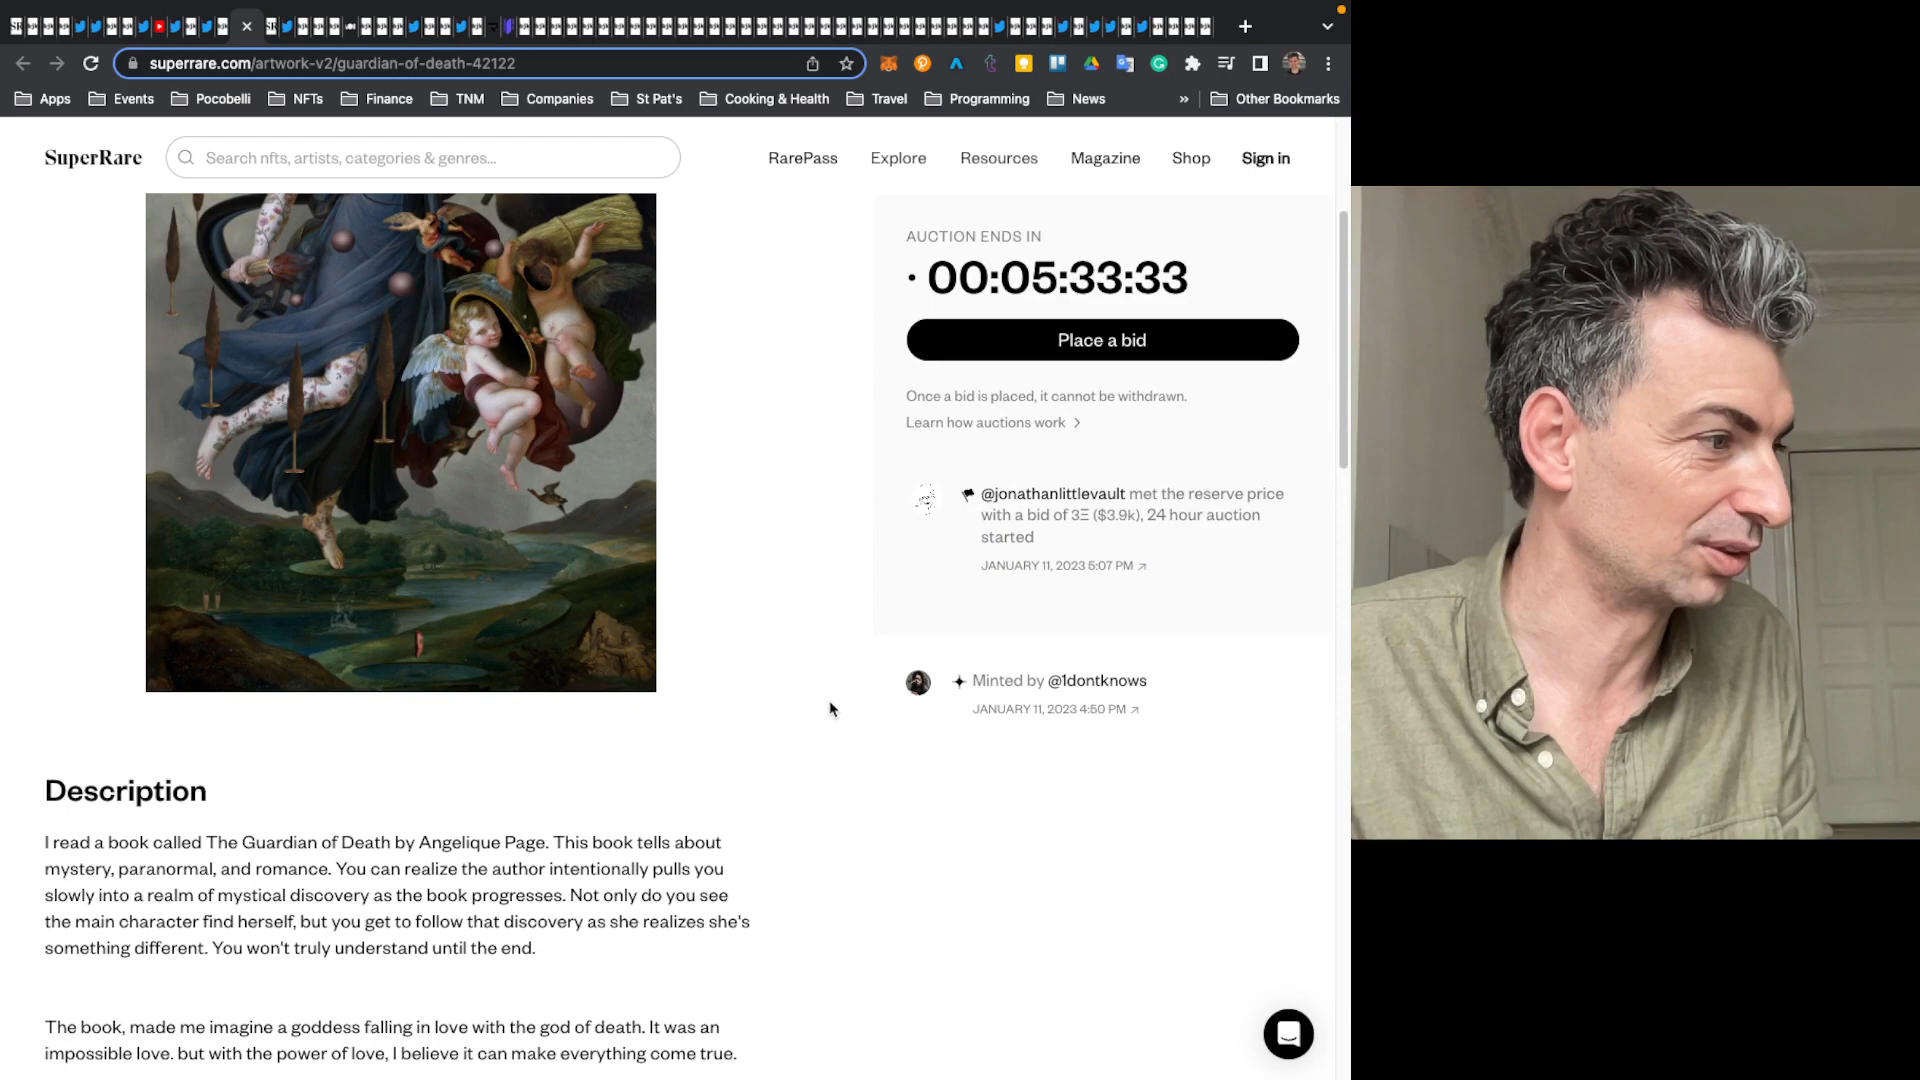 superrare.com/artwork-v2/guardian-of-death-42122
Apps Events Pocobelli NFTs Finance TNM Companies St Pat's Cooking & Health Travel Programming News » Other Bookmarks
SuperRare Search nfts, artists, categories & genres... RarePass Explore Resources Magazine Shop Sign in
AUCTION ENDS IN
00:05:33:33
Place a bid
Once a bid is placed, it cannot be withdrawn.
Learn how auctions work
@jonathanlittlevault met the reserve price
with a bid of 3Ξ ($3.9k), 24 hour auction
started
JANUARY 11, 2023 5:07 PM
Minted by @1dontknows
JANUARY 11, 2023 4:50 PM
Description
I read a book called The Guardian of Death by Angelique Page. This book tells about
mystery, paranormal, and romance. You can realize the author intentionally pulls you
slowly into a realm of mystical discovery as the book progresses. Not only do you see
the main character find herself, but you get to follow that discovery as she realizes she's
something different. You won't truly understand until the end.
The book, made me imagine a goddess falling in love with the god of death. It was an
impossible love. but with the power of love, I believe it can make everything come true.